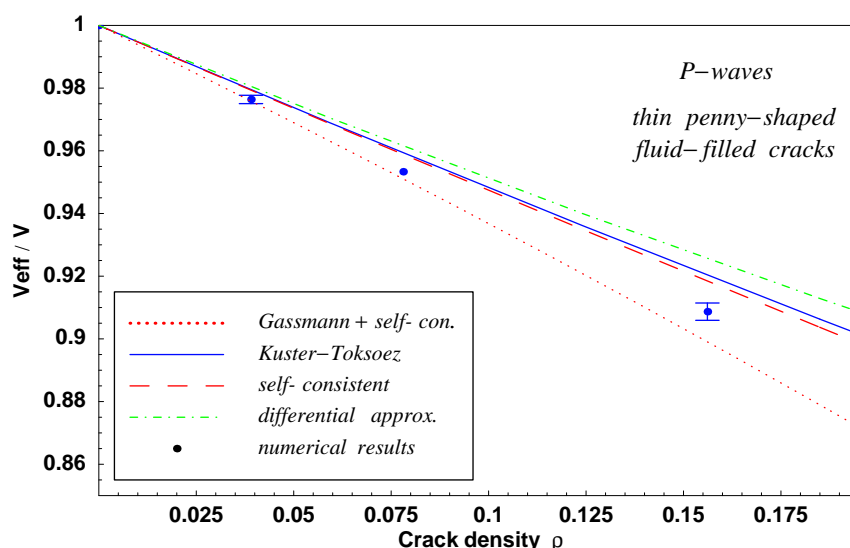 1
0.98
0.96
0.94
0.92
0.9
0.88
0.86
Veff / V
P−waves
thin penny−shaped
fluid−filled cracks
Gassmann + self- con.
Kuster−Toksoez
self- consistent
differential approx.
numerical results
0.025 0.05 0.075 0.1 0.125 0.15 0.175
Crack density ρ